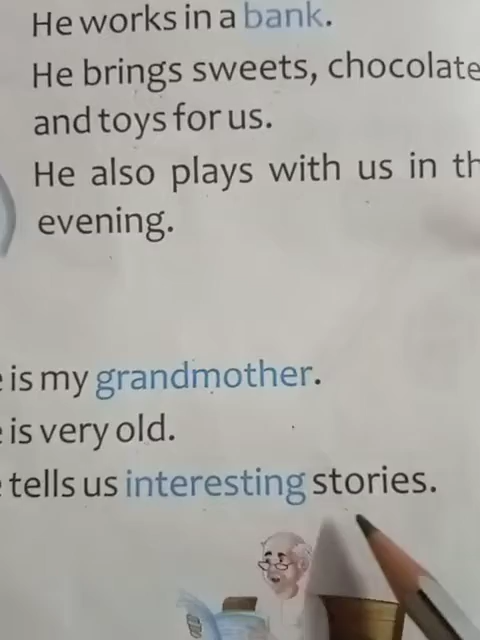 He works in a bank.
He brings sweets, chocolate
and toys for us.
He also plays with us in th
evening.
e is my grandmother.
e is very old.
e tells us interesting stories.